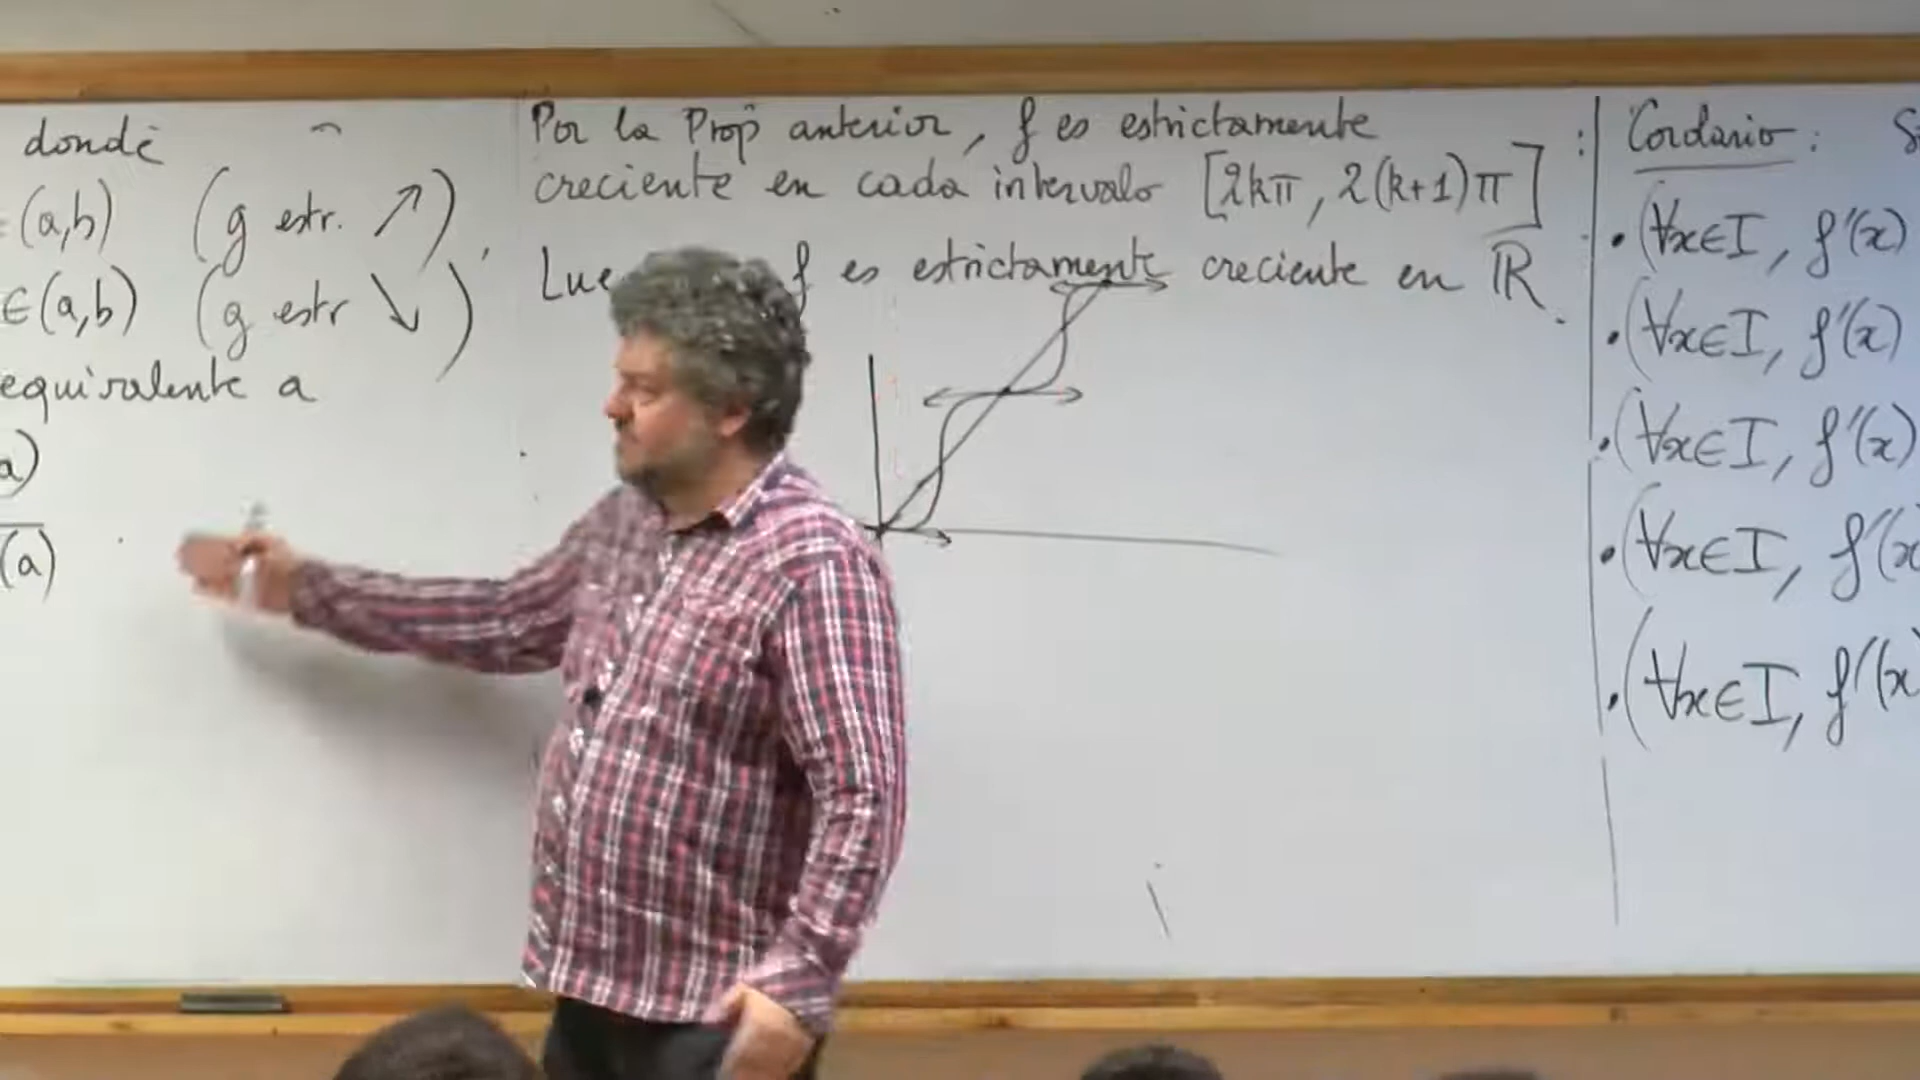 donde
(a,b) (g estr. ↗)
∈(a,b) (g estr ↘)
equivalente a
a)
(a)
Por la Prop anterior, f es estrictamente
creciente en cada intervalo [2kπ, 2(k+1)π]
f es estrictamente creciente en ℝ.
Corolario:
• (∀x∈I, f'(x)
• (∀x∈I, f'(x)
• (∀x∈I, f'(x)
• (∀x∈I, f'(x)
• (∀x∈I, f'(x)